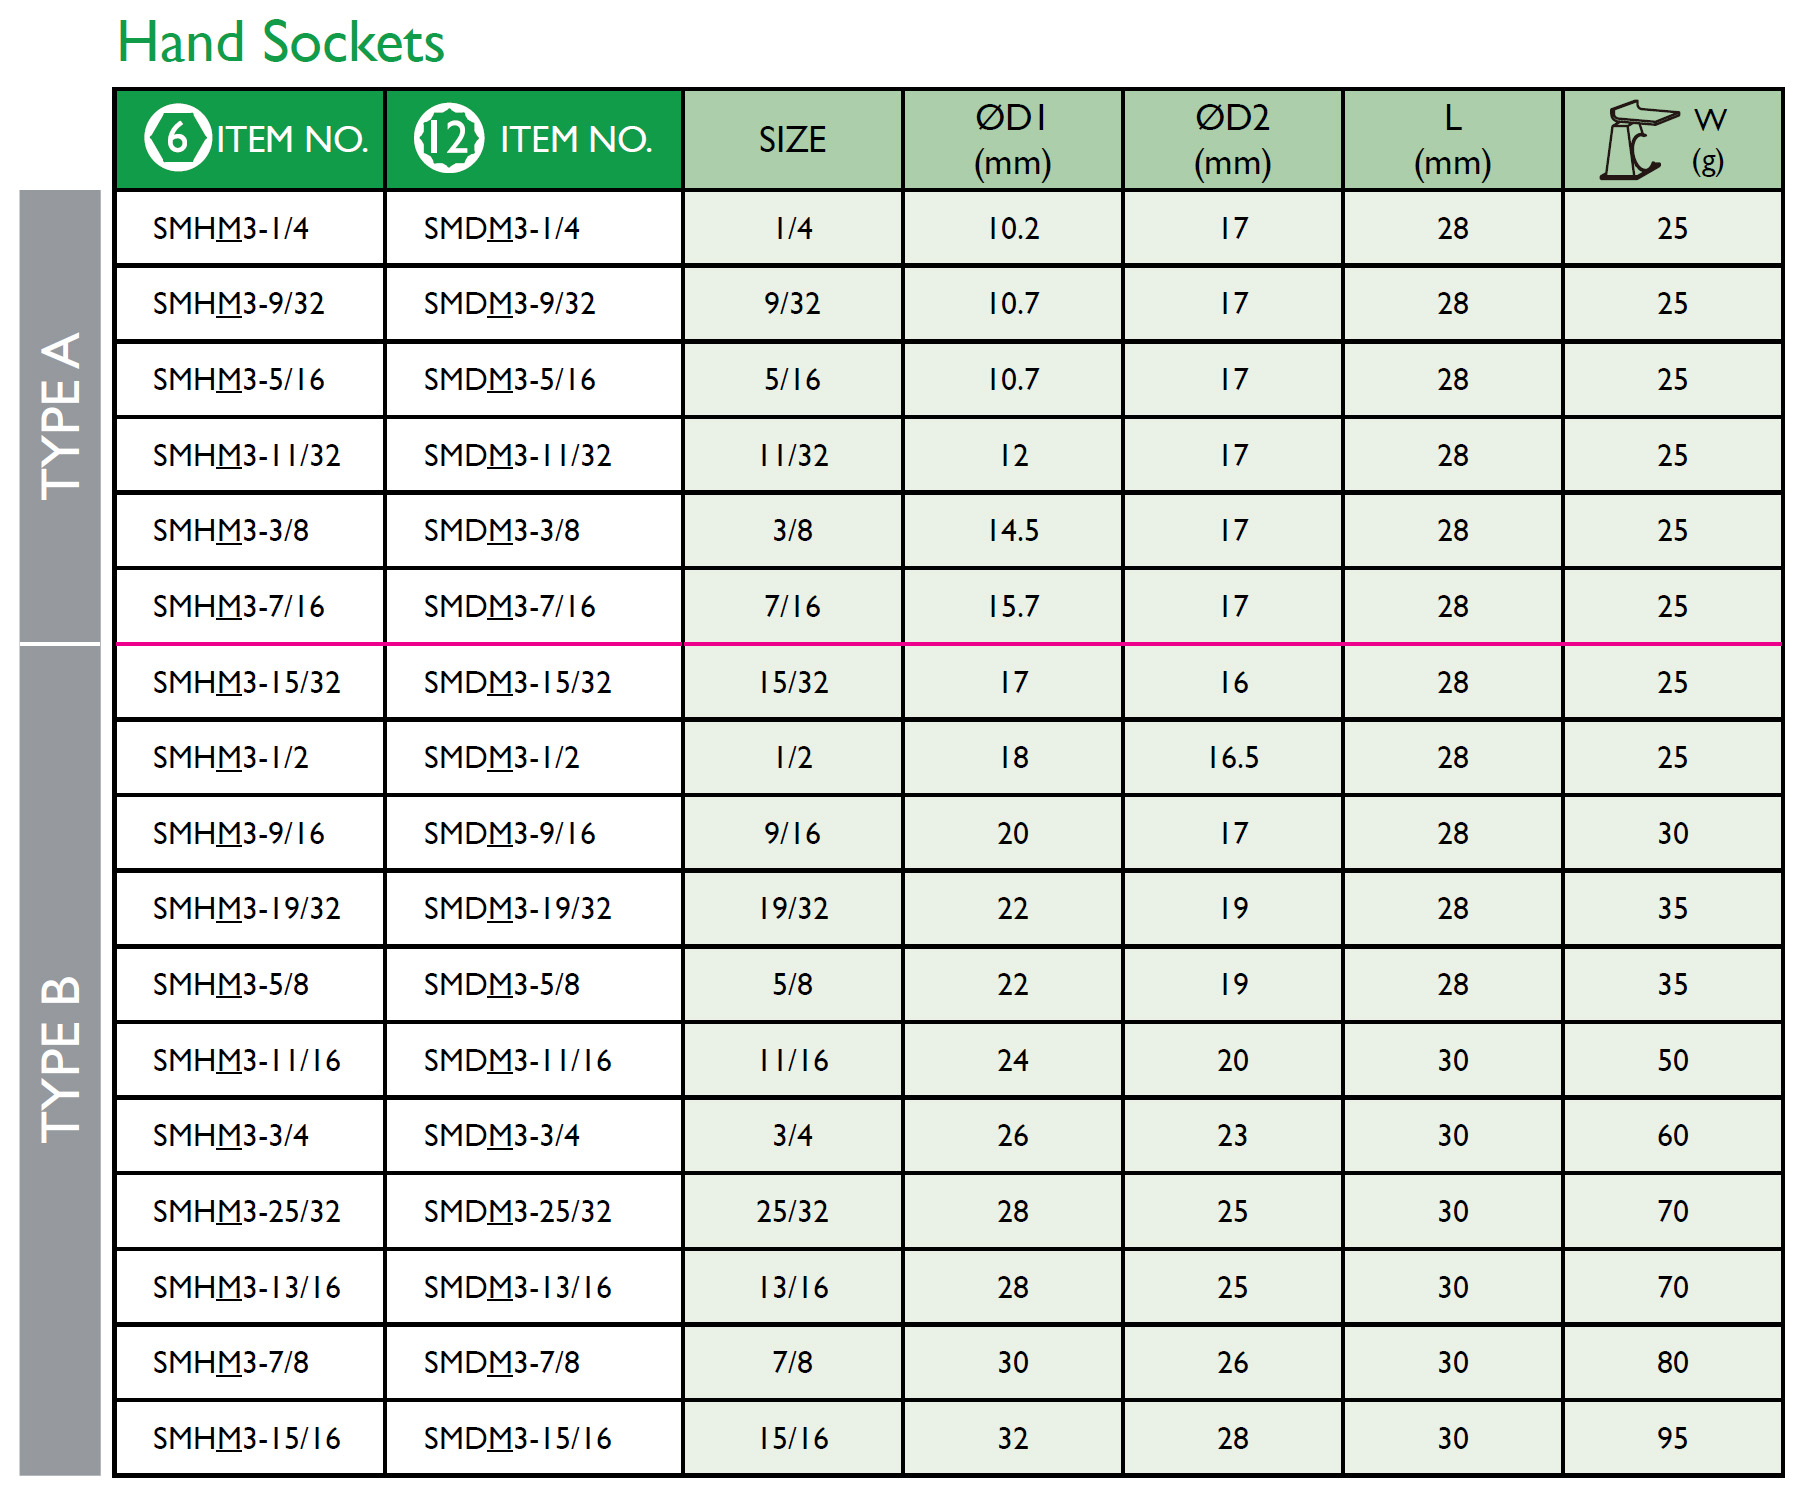 Hand Sockets
6 ITEM NO. 12 ITEM NO. SIZE ØD1 (mm) ØD2 (mm) L (mm) W (g)
TYPE A
SMHM3-1/4 SMDM3-1/4 1/4 10.2 17 28 25
SMHM3-9/32 SMDM3-9/32 9/32 10.7 17 28 25
SMHM3-5/16 SMDM3-5/16 5/16 10.7 17 28 25
SMHM3-11/32 SMDM3-11/32 11/32 12 17 28 25
SMHM3-3/8 SMDM3-3/8 3/8 14.5 17 28 25
SMHM3-7/16 SMDM3-7/16 7/16 15.7 17 28 25
TYPE B
SMHM3-15/32 SMDM3-15/32 15/32 17 16 28 25
SMHM3-1/2 SMDM3-1/2 1/2 18 16.5 28 25
SMHM3-9/16 SMDM3-9/16 9/16 20 17 28 30
SMHM3-19/32 SMDM3-19/32 19/32 22 19 28 35
SMHM3-5/8 SMDM3-5/8 5/8 22 19 28 35
SMHM3-11/16 SMDM3-11/16 11/16 24 20 30 50
SMHM3-3/4 SMDM3-3/4 3/4 26 23 30 60
SMHM3-25/32 SMDM3-25/32 25/32 28 25 30 70
SMHM3-13/16 SMDM3-13/16 13/16 28 25 30 70
SMHM3-7/8 SMDM3-7/8 7/8 30 26 30 80
SMHM3-15/16 SMDM3-15/16 15/16 32 28 30 95